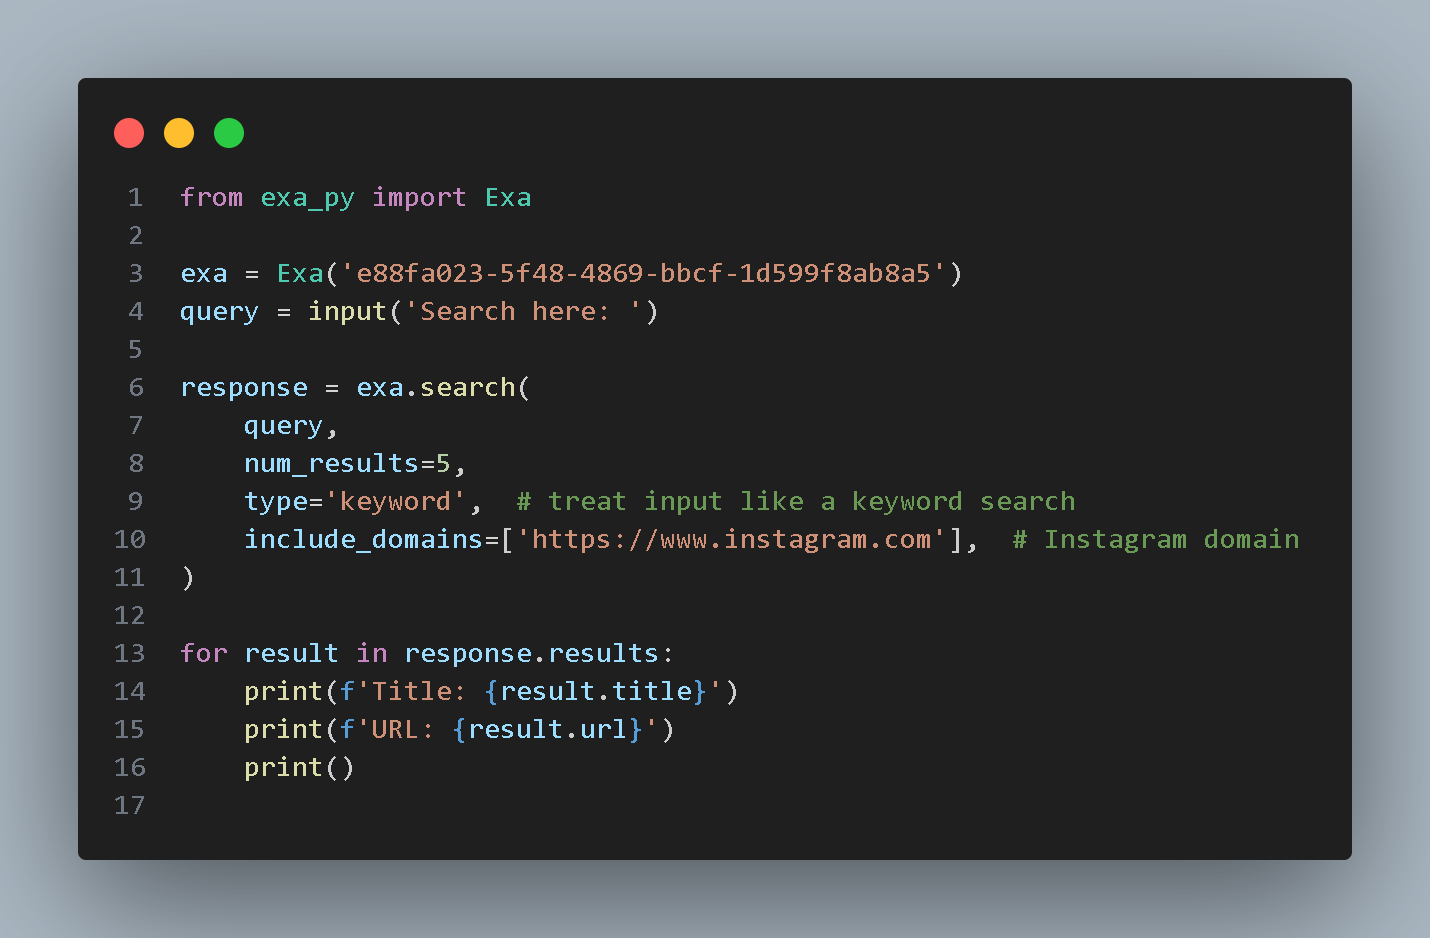 1 from exa_py import Exa
2
3 exa = Exa('e88fa023-5f48-4869-bbcf-1d599f8ab8a5')
4 query = input('Search here: ')
5
6 response = exa.search(
7     query,
8     num_results=5,
9     type='keyword',  # treat input like a keyword search
10     include_domains=['https://www.instagram.com'],  # Instagram domain
11 )
12
13 for result in response.results:
14     print(f'Title: {result.title}')
15     print(f'URL: {result.url}')
16     print()
17